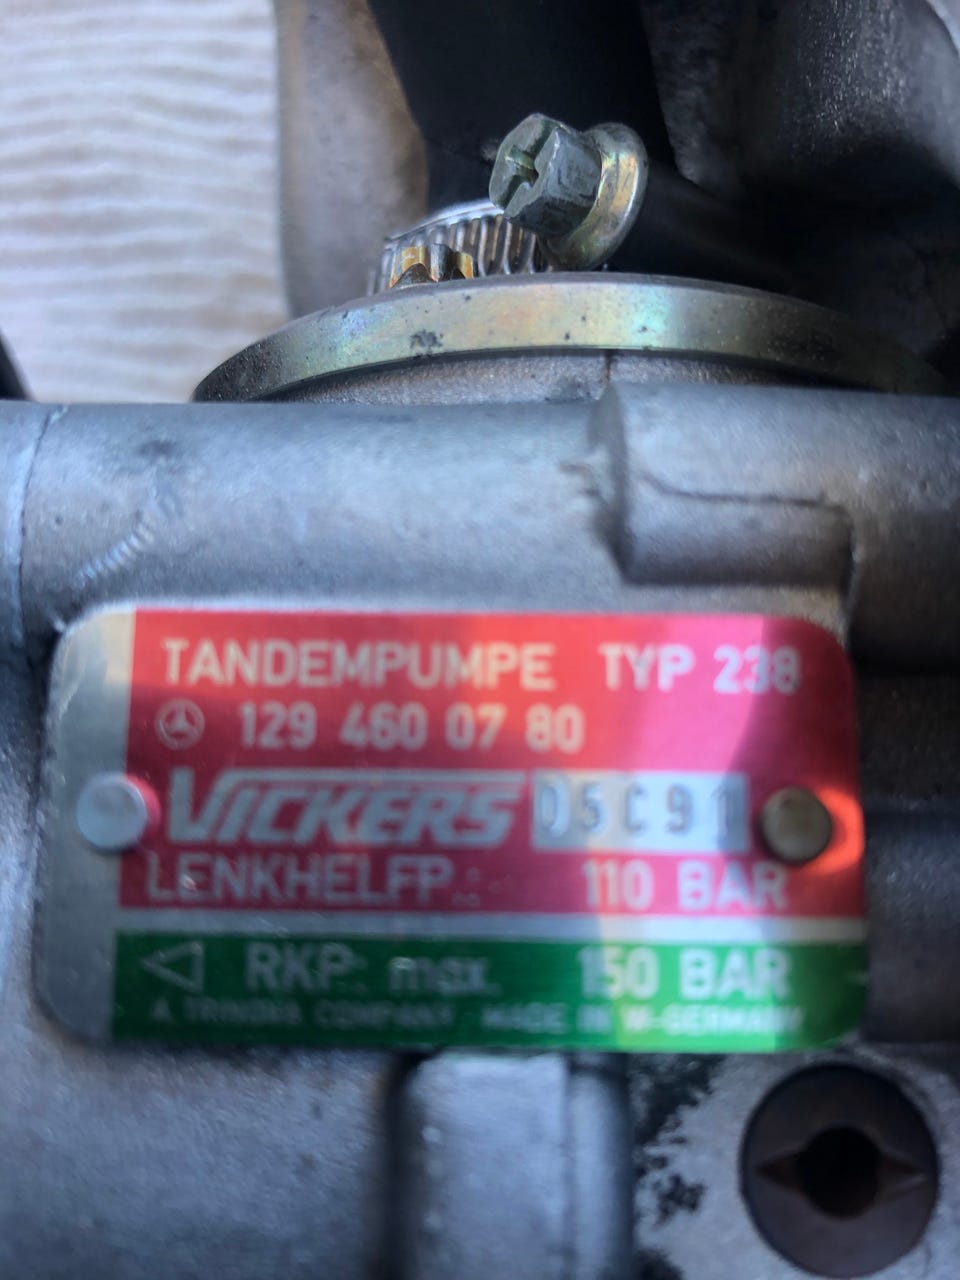 TANDEMPUMPE TYP 238
129 460 07 80
VICKERS 05C91
LENKHELFP.: 110 BAR
RKP: max. 150 BAR
A TRINOVA COMPANY MADE IN W-GERMANY